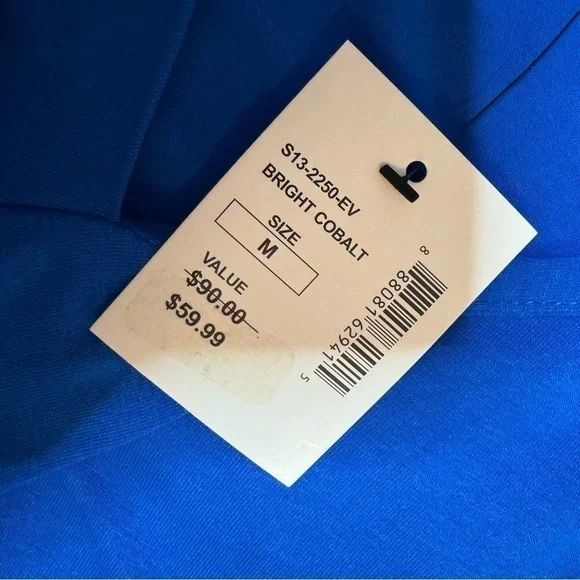 S13-2250-EV
BRIGHT COBALT
SIZE
M
VALUE
$90.00
$59.99
8 88081 62941 5